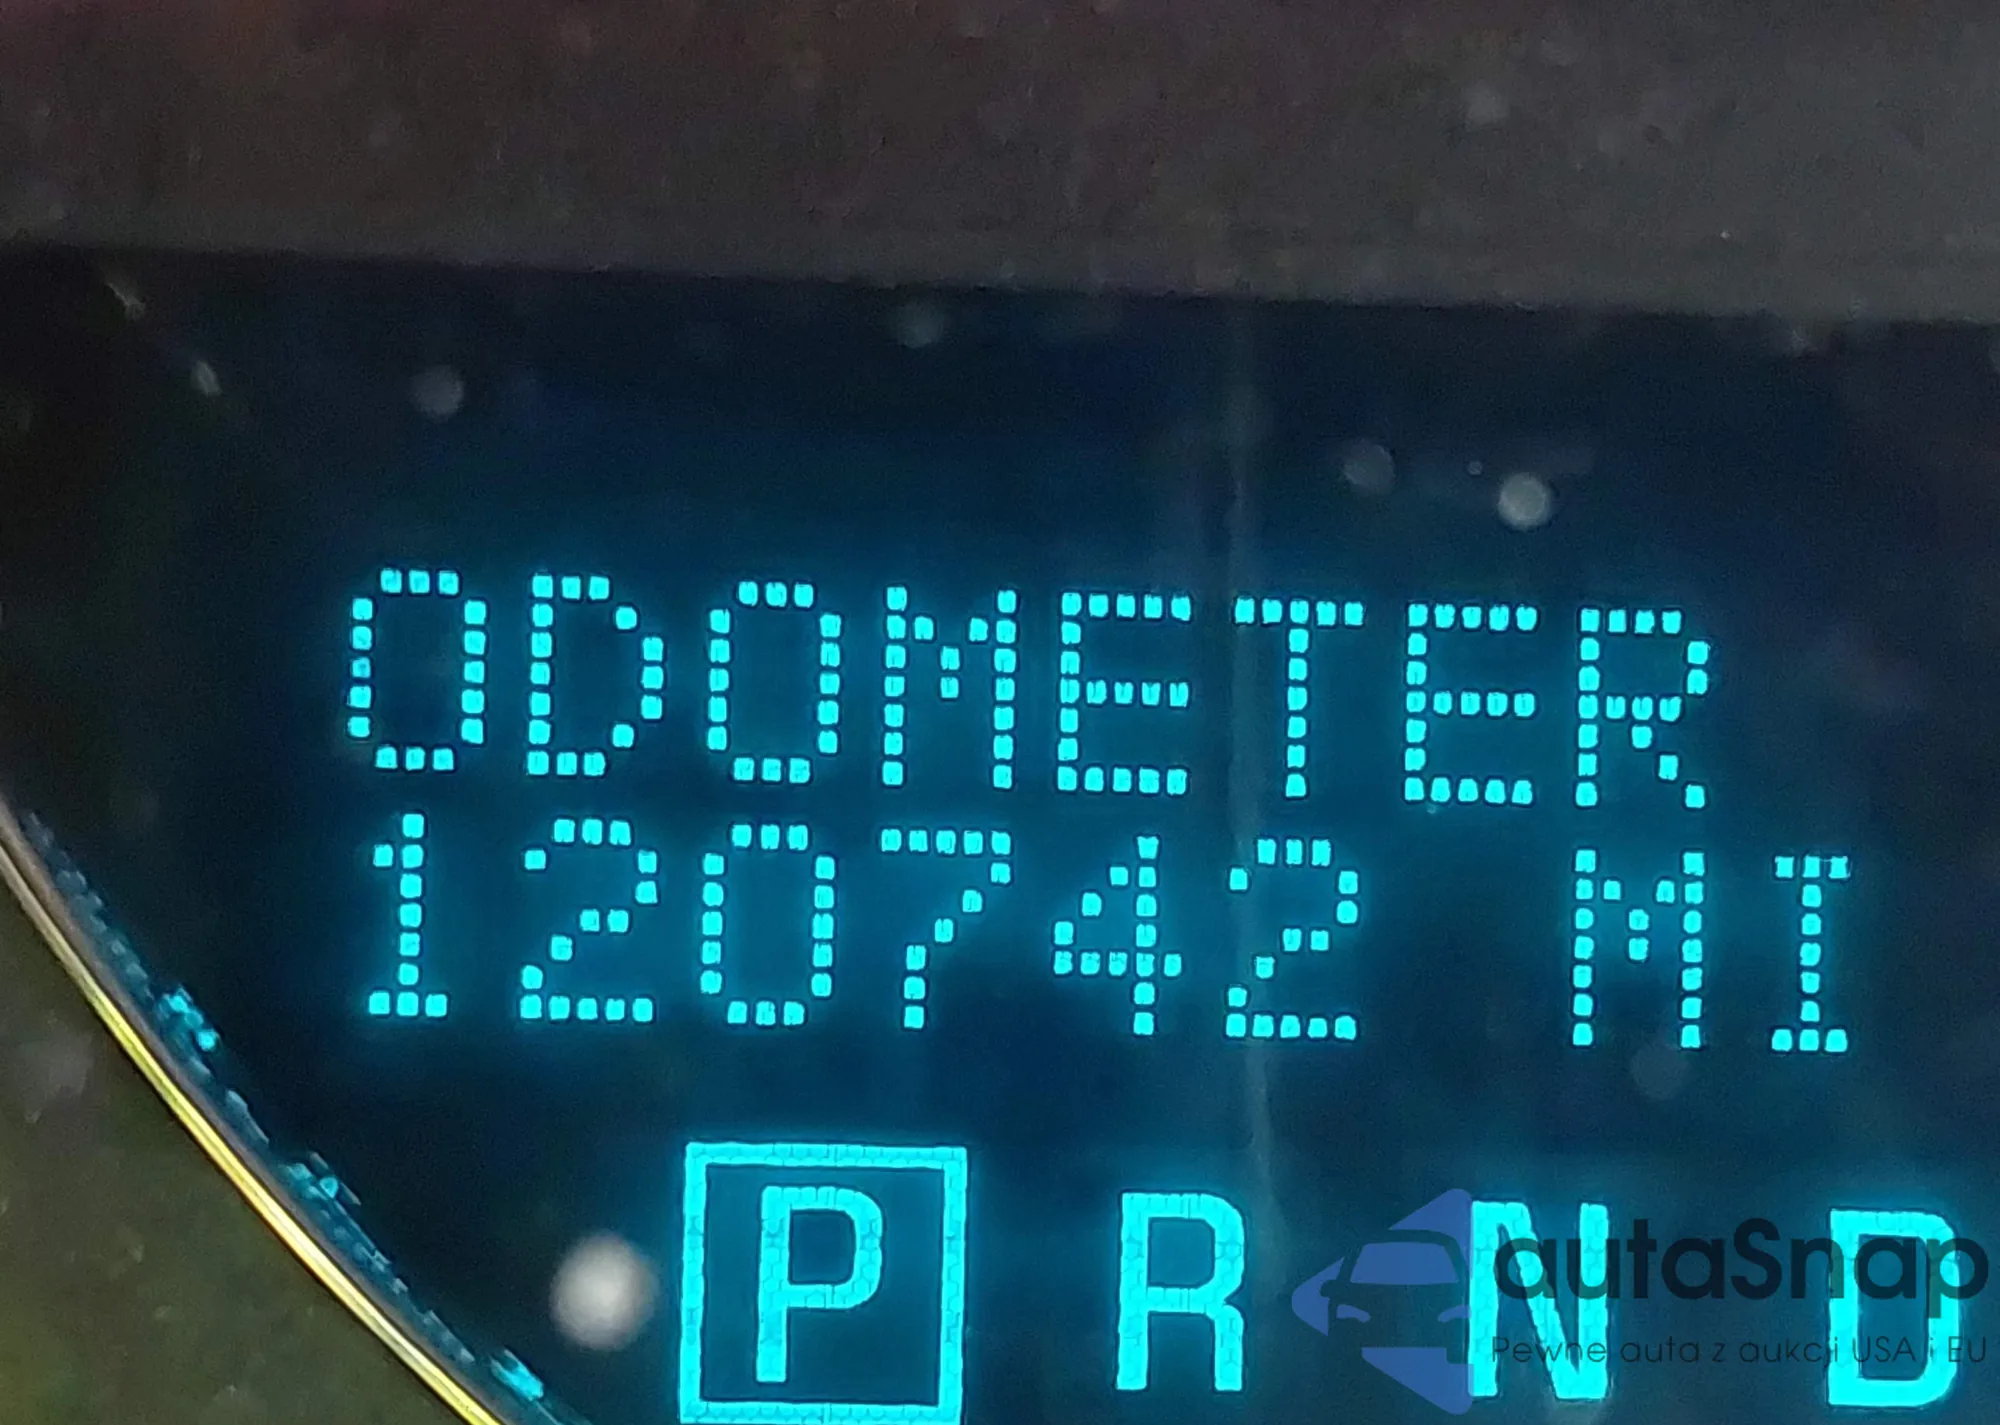 ODOMETER
120742 MI
P R N D
autaSnap
Pewne auta z aukcji USA i EU